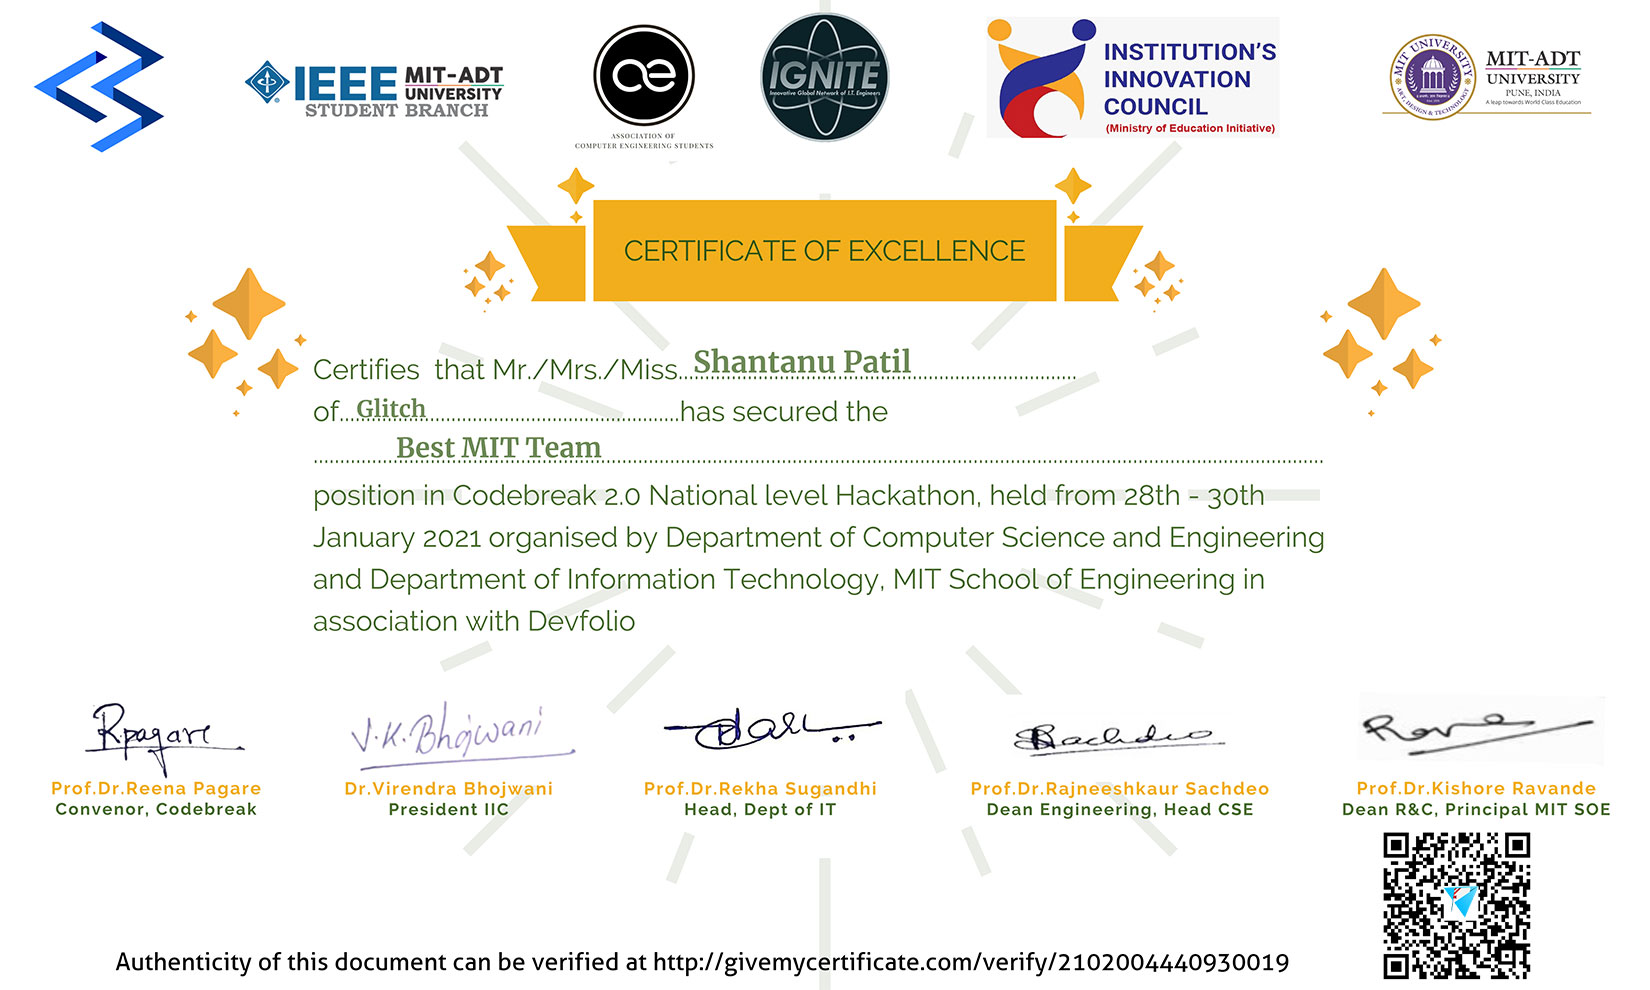 IEEE MIT-ADT UNIVERSITY
STUDENT BRANCH
ae
ASSOCIATION OF
COMPUTER ENGINEERING STUDENTS
IGNITE
Innovative Global Network of I.T. Engineers
INSTITUTION'S
INNOVATION
COUNCIL
(Ministry of Education Initiative)
MIT UNIVERSITY
ART, DESIGN & TECHNOLOGY
MIT-ADT
UNIVERSITY
PUNE, INDIA
A leap towards World Class Education
CERTIFICATE OF EXCELLENCE
Certifies that Mr./Mrs./Miss...Shantanu Patil
of...Glitch...has secured the
Best MIT Team
position in Codebreak 2.0 National level Hackathon, held from 28th - 30th
January 2021 organised by Department of Computer Science and Engineering
and Department of Information Technology, MIT School of Engineering in
association with Devfolio
Rpagare
V.K.Bhojwani
Prof.Dr.Reena Pagare
Convenor, Codebreak
Dr.Virendra Bhojwani
President IIC
Prof.Dr.Rekha Sugandhi
Head, Dept of IT
Prof.Dr.Rajneeshkaur Sachdeo
Dean Engineering, Head CSE
Prof.Dr.Kishore Ravande
Dean R&C, Principal MIT SOE
Authenticity of this document can be verified at http://givemycertificate.com/verify/2102004440930019